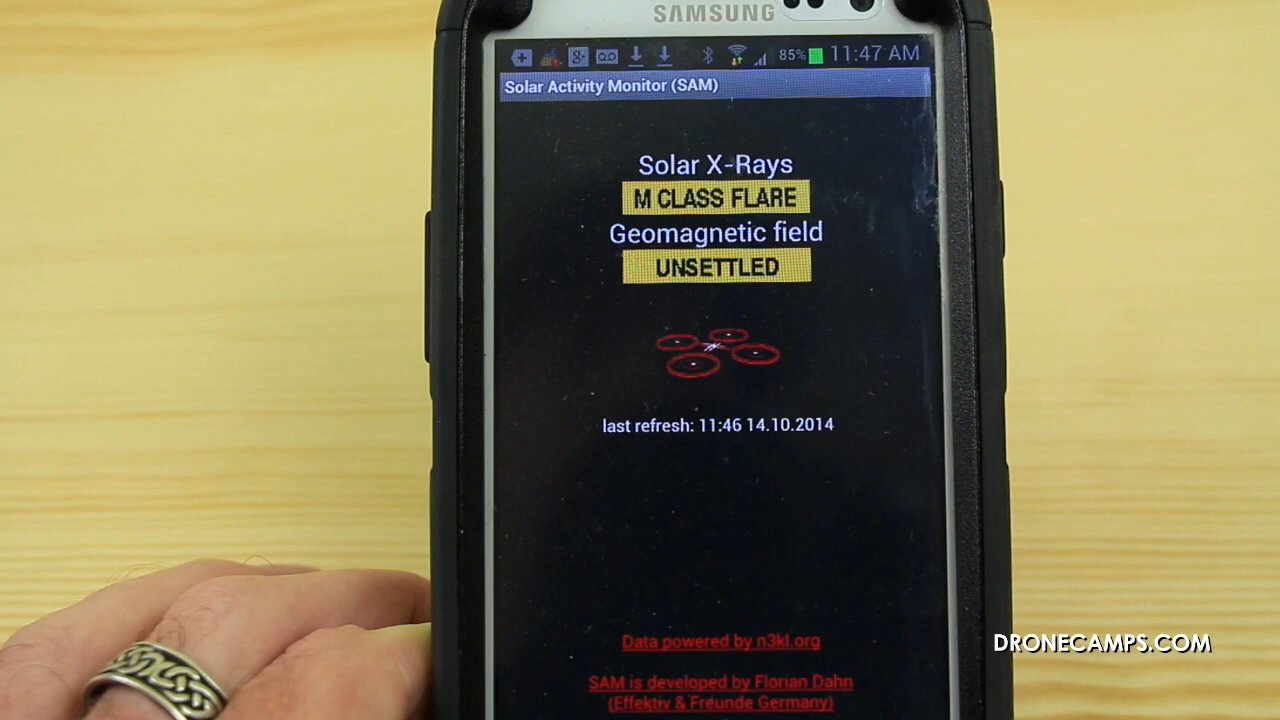 SAMSUNG
85% 11:47 AM
Solar Activity Monitor (SAM)
Solar X-Rays
M CLASS FLARE
Geomagnetic field
UNSETTLED
last refresh: 11:46 14.10.2014
Data powered by n3kl.org
DRONECAMPS.COM
SAM is developed by Florian Dahn
(Effektiv & Freunde Germany)